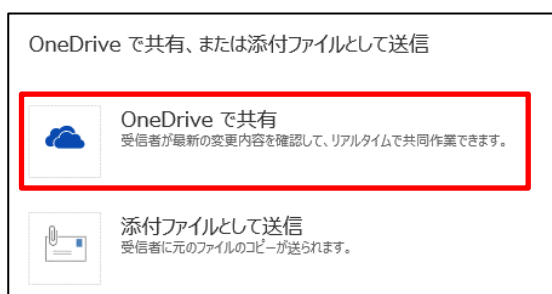 OneDrive で共有、または添付ファイルとして送信
OneDrive で共有
受信者が最新の変更内容を確認して、リアルタイムで共同作業できます。
添付ファイルとして送信
受信者に元のファイルのコピーが送られます。